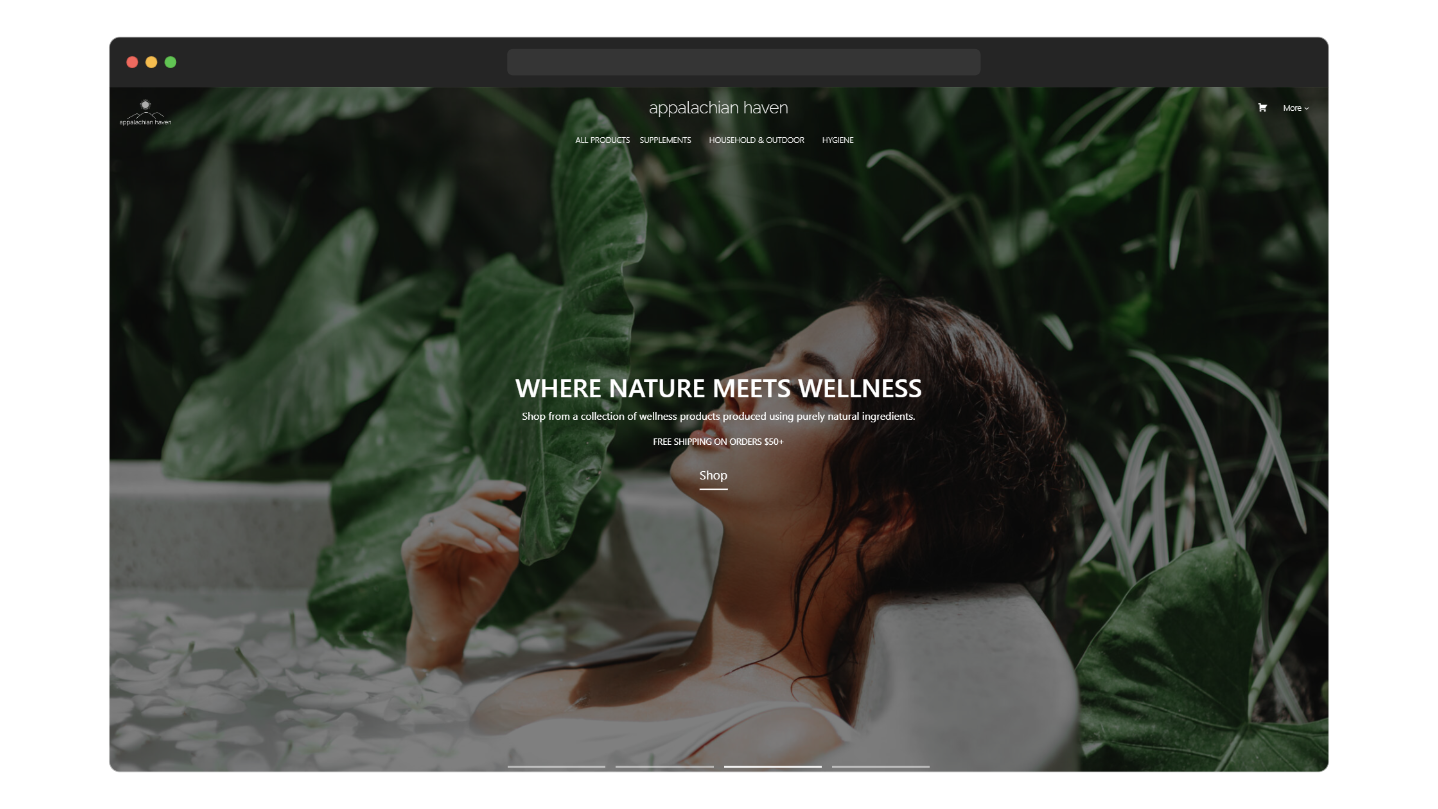 appalachian haven
appalachian haven
More
ALL PRODUCTS SUPPLEMENTS HOUSEHOLD & OUTDOOR HYGIENE
WHERE NATURE MEETS WELLNESS
Shop from a collection of wellness products produced using purely natural ingredients.
FREE SHIPPING ON ORDERS $50+
Shop